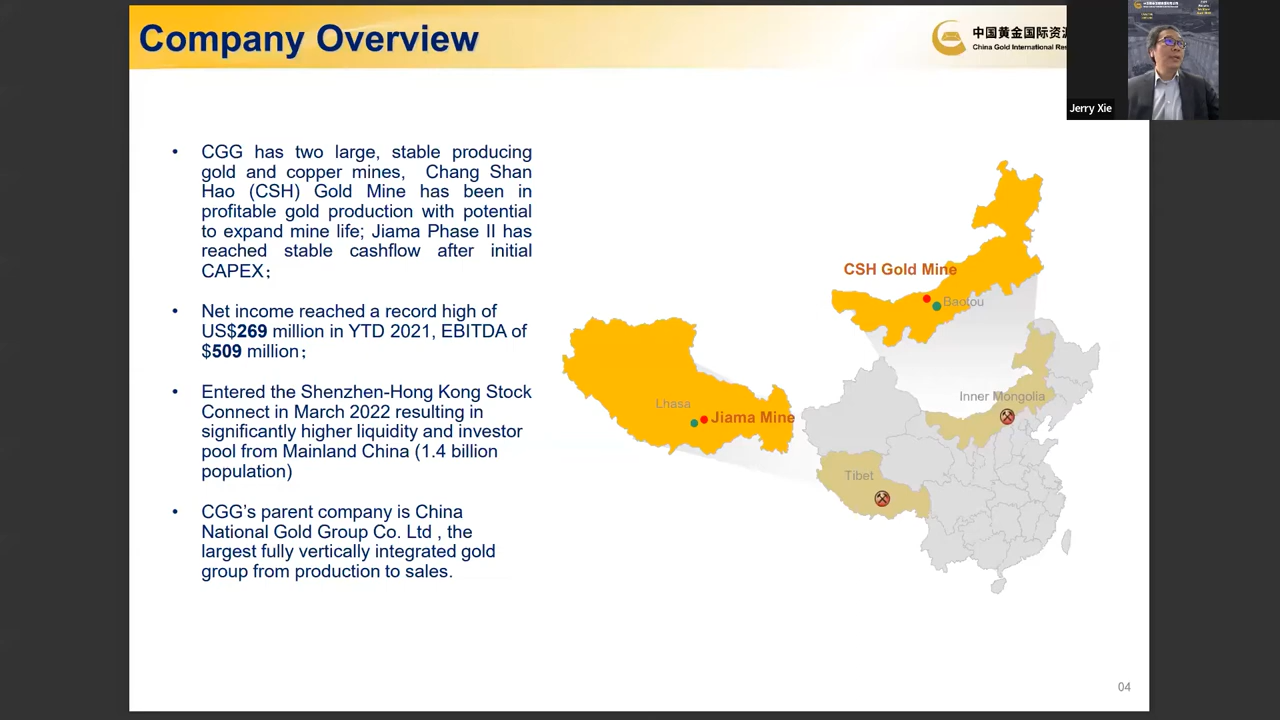 Company Overview
中国黄金国际资
China Gold International Res
Jerry Xie
• CGG has two large, stable producing
gold and copper mines, Chang Shan
Hao (CSH) Gold Mine has been in
profitable gold production with potential
to expand mine life; Jiama Phase II has
reached stable cashflow after initial
CAPEX；
• Net income reached a record high of
US$269 million in YTD 2021, EBITDA of
$509 million；
• Entered the Shenzhen-Hong Kong Stock
Connect in March 2022 resulting in
significantly higher liquidity and investor
pool from Mainland China (1.4 billion
population)
• CGG’s parent company is China
National Gold Group Co. Ltd , the
largest fully vertically integrated gold
group from production to sales.
CSH Gold Mine
Baotou
Lhasa
Jiama Mine
Inner Mongolia
Tibet
04